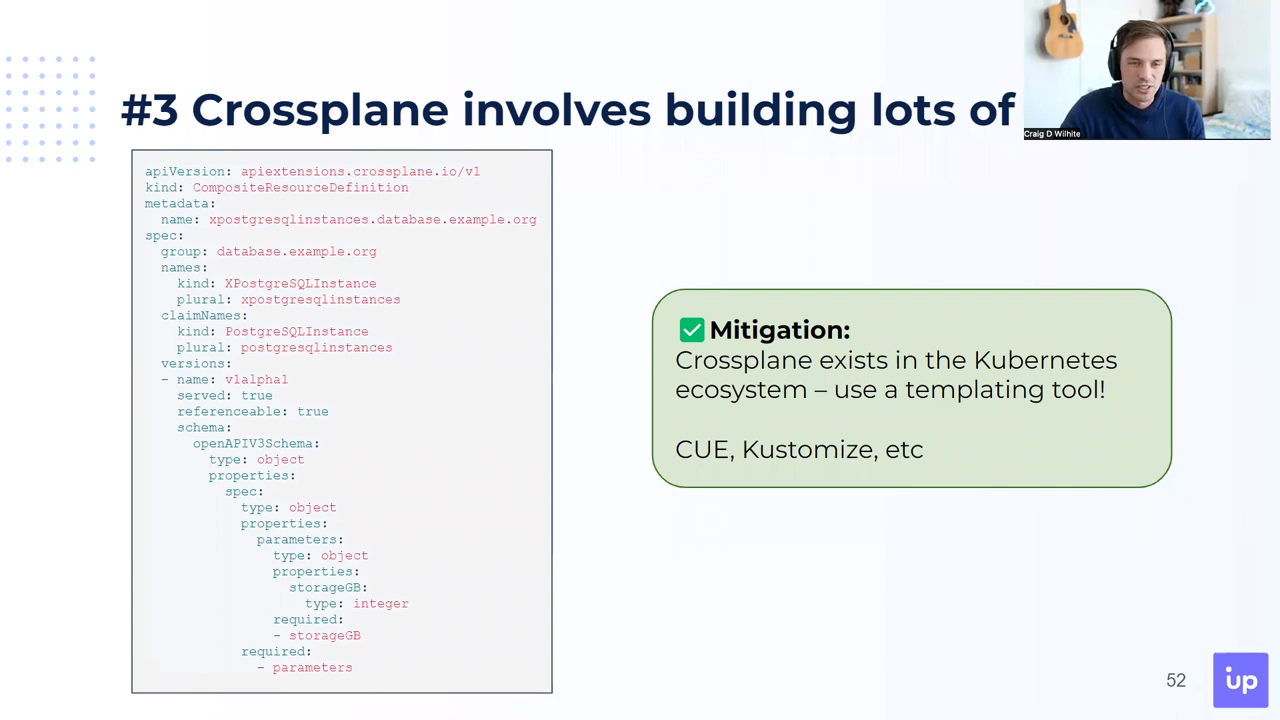 #3 Crossplane involves building lots of
Craig D Wilhite
apiVersion: apiextensions.crossplane.io/v1
kind: CompositeResourceDefinition
metadata:
  name: xpostgresqlinstances.database.example.org
spec:
  group: database.example.org
  names:
    kind: XPostgreSQLInstance
    plural: xpostgresqlinstances
  claimNames:
    kind: PostgreSQLInstance
    plural: postgresqlinstances
  versions:
  - name: v1alpha1
    served: true
    referenceable: true
    schema:
      openAPIV3Schema:
        type: object
        properties:
          spec:
            type: object
            properties:
              parameters:
                type: object
                properties:
                  storageGB:
                    type: integer
                required:
                - storageGB
            required:
              - parameters
✅ Mitigation:
Crossplane exists in the Kubernetes
ecosystem – use a templating tool!
CUE, Kustomize, etc
52
up